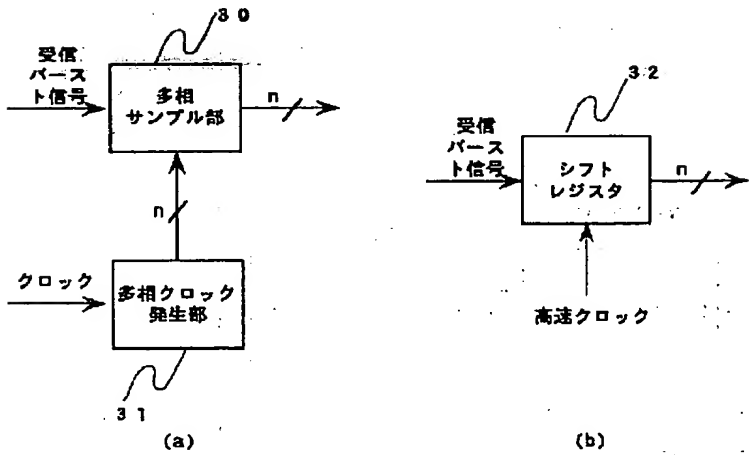 30
受信
バース
ト信号
多相
サンプル部
n
n
クロック
多相クロック
発生部
31
(a)
32
受信
バース
ト信号
シフト
レジスタ
n
高速クロック
(b)